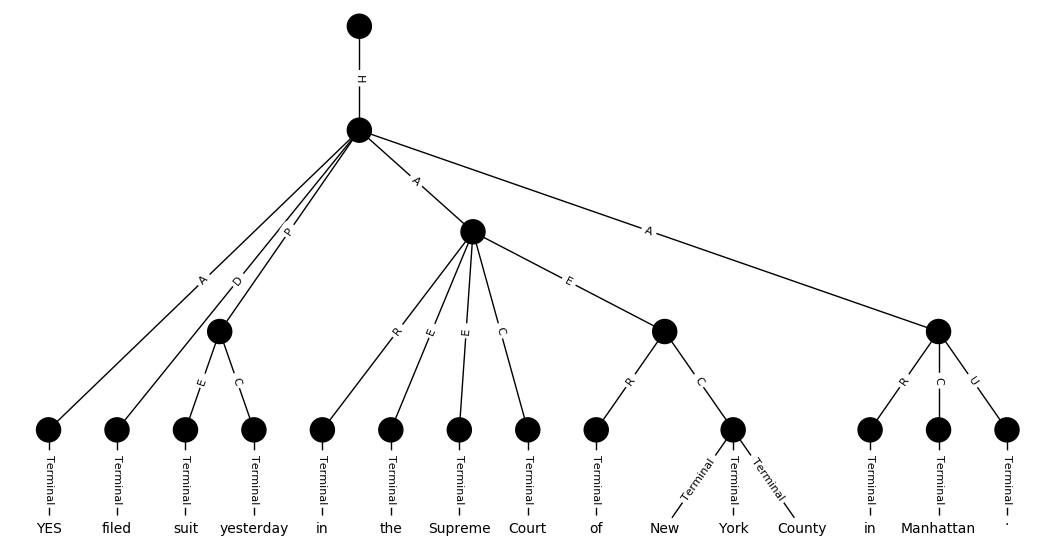 H
A
P
A
A
D
E
R
E
E
C
E
C
R
C
R
C
U
Terminal Terminal Terminal Terminal Terminal Terminal Terminal Terminal Terminal Terminal Terminal Terminal Terminal Terminal Terminal
YES filed suit yesterday in the Supreme Court of New York County in Manhattan .